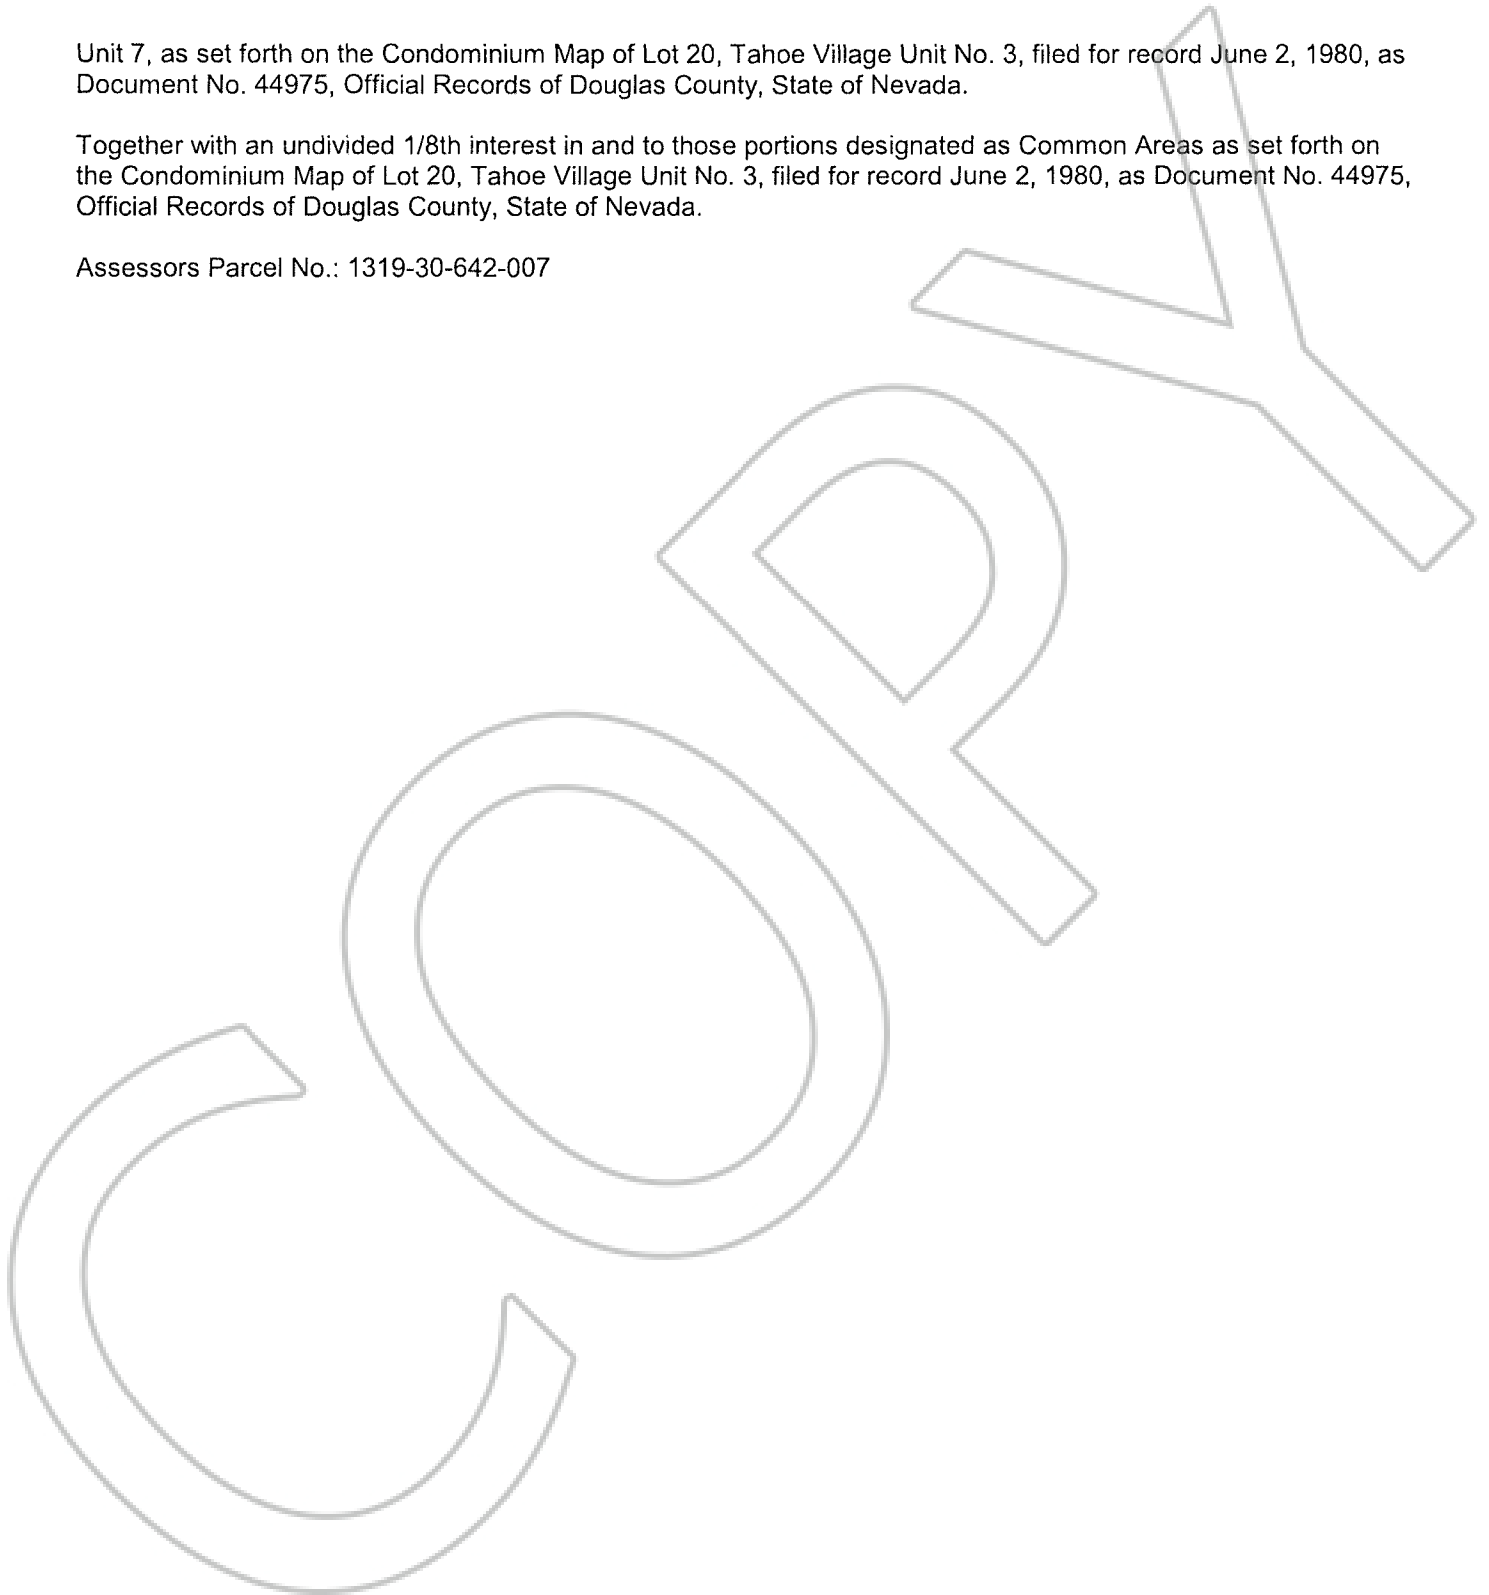 Unit 7, as set forth on the Condominium Map of Lot 20, Tahoe Village Unit No. 3, filed for record June 2, 1980, as
Document No. 44975, Official Records of Douglas County, State of Nevada.
Together with an undivided 1/8th interest in and to those portions designated as Common Areas as set forth on
the Condominium Map of Lot 20, Tahoe Village Unit No. 3, filed for record June 2, 1980, as Document No. 44975,
Official Records of Douglas County, State of Nevada.
Assessors Parcel No.: 1319-30-642-007
COPY